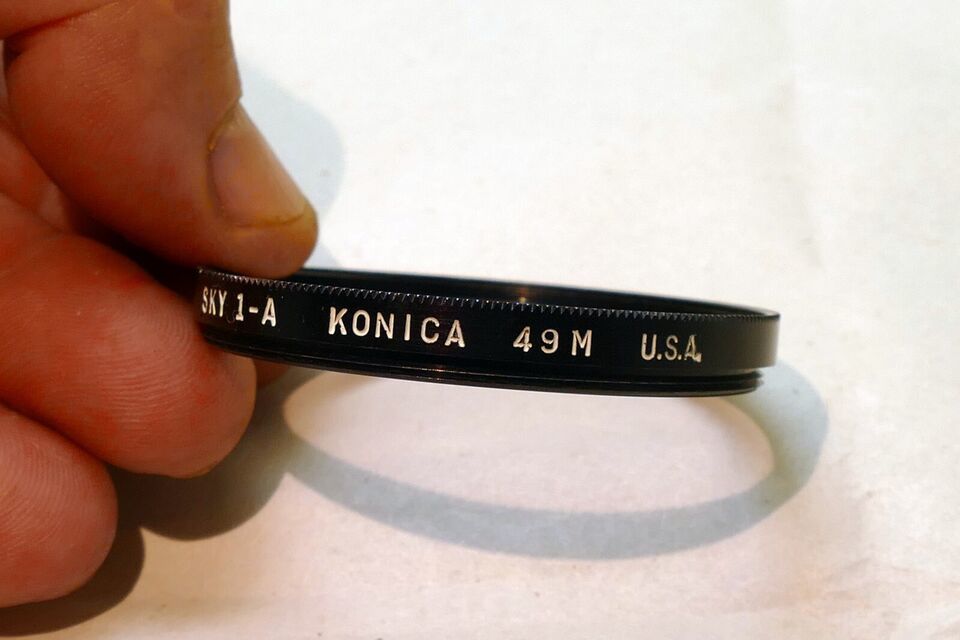 SKY 1-A KONICA 49M U.S.A.